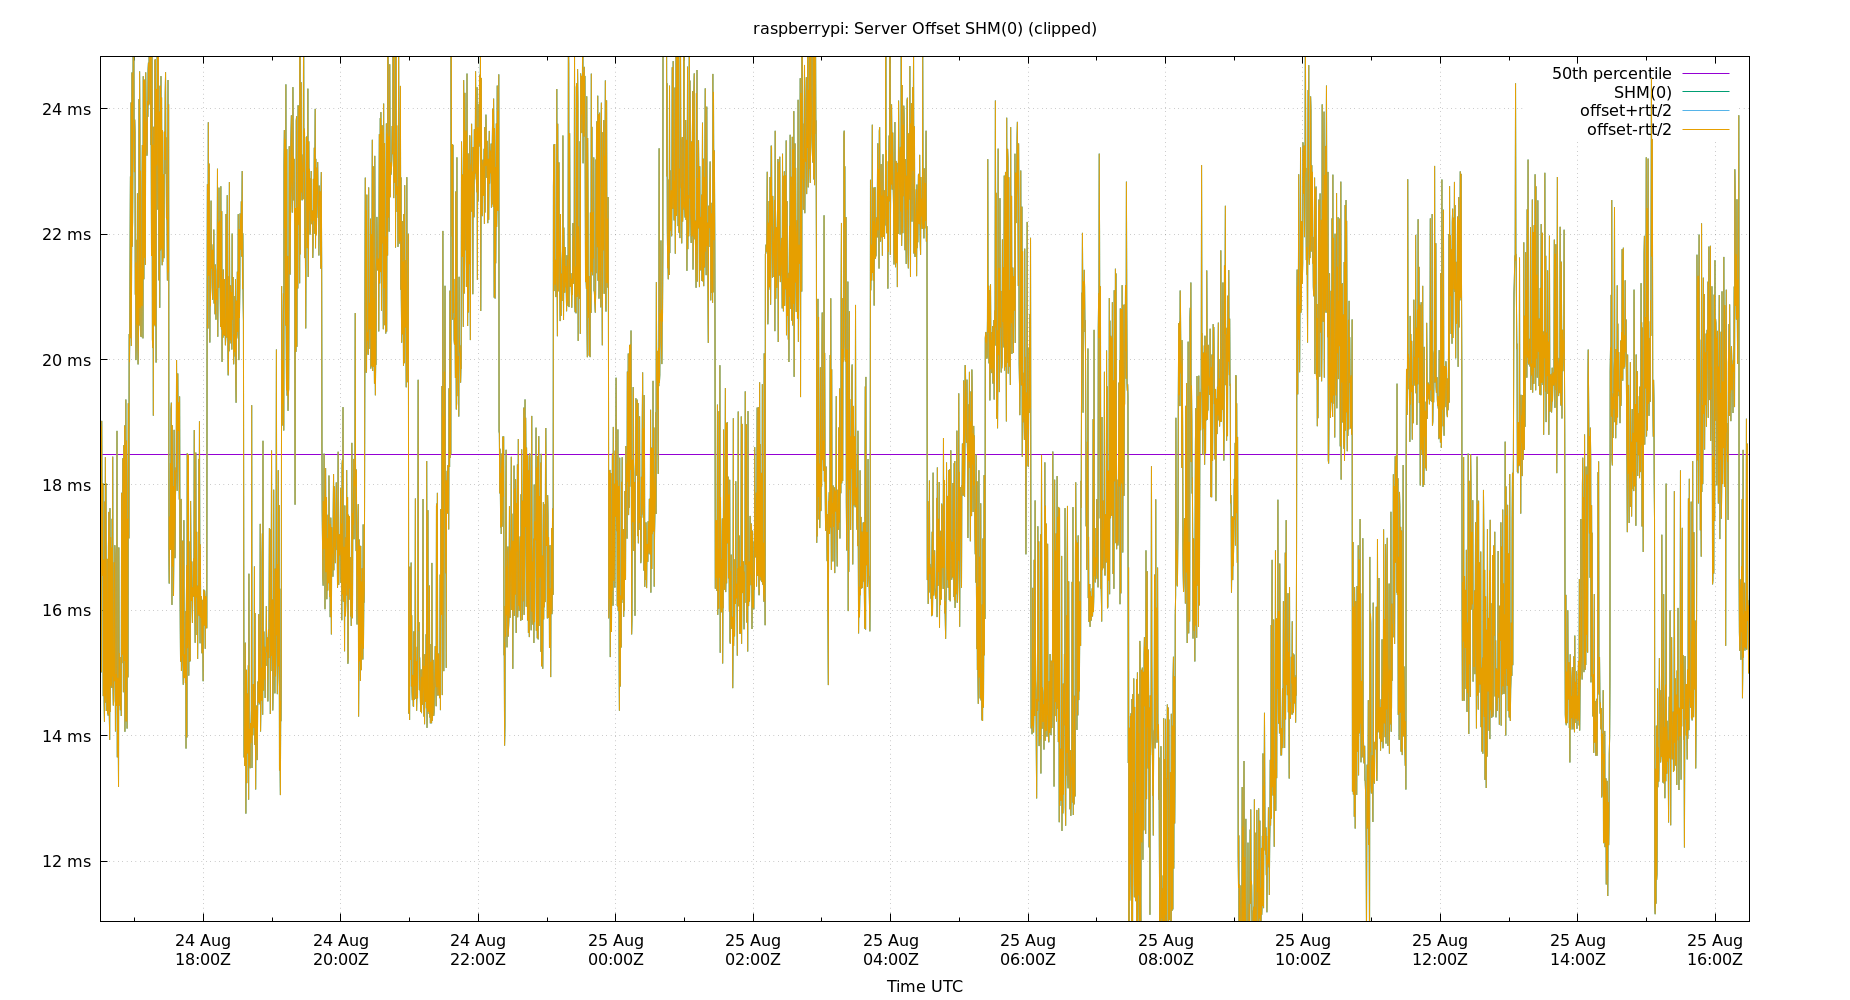 raspberrypi: Server Offset SHM(0) (clipped)
50th percentile
SHM(0)
offset+rtt/2
offset-rtt/2
24 ms
22 ms
20 ms
18 ms
16 ms
14 ms
12 ms
24 Aug 24 Aug 24 Aug 25 Aug 25 Aug 25 Aug 25 Aug 25 Aug 25 Aug 25 Aug 25 Aug 25 Aug
18:00Z 20:00Z 22:00Z 00:00Z 02:00Z 04:00Z 06:00Z 08:00Z 10:00Z 12:00Z 14:00Z 16:00Z
Time UTC